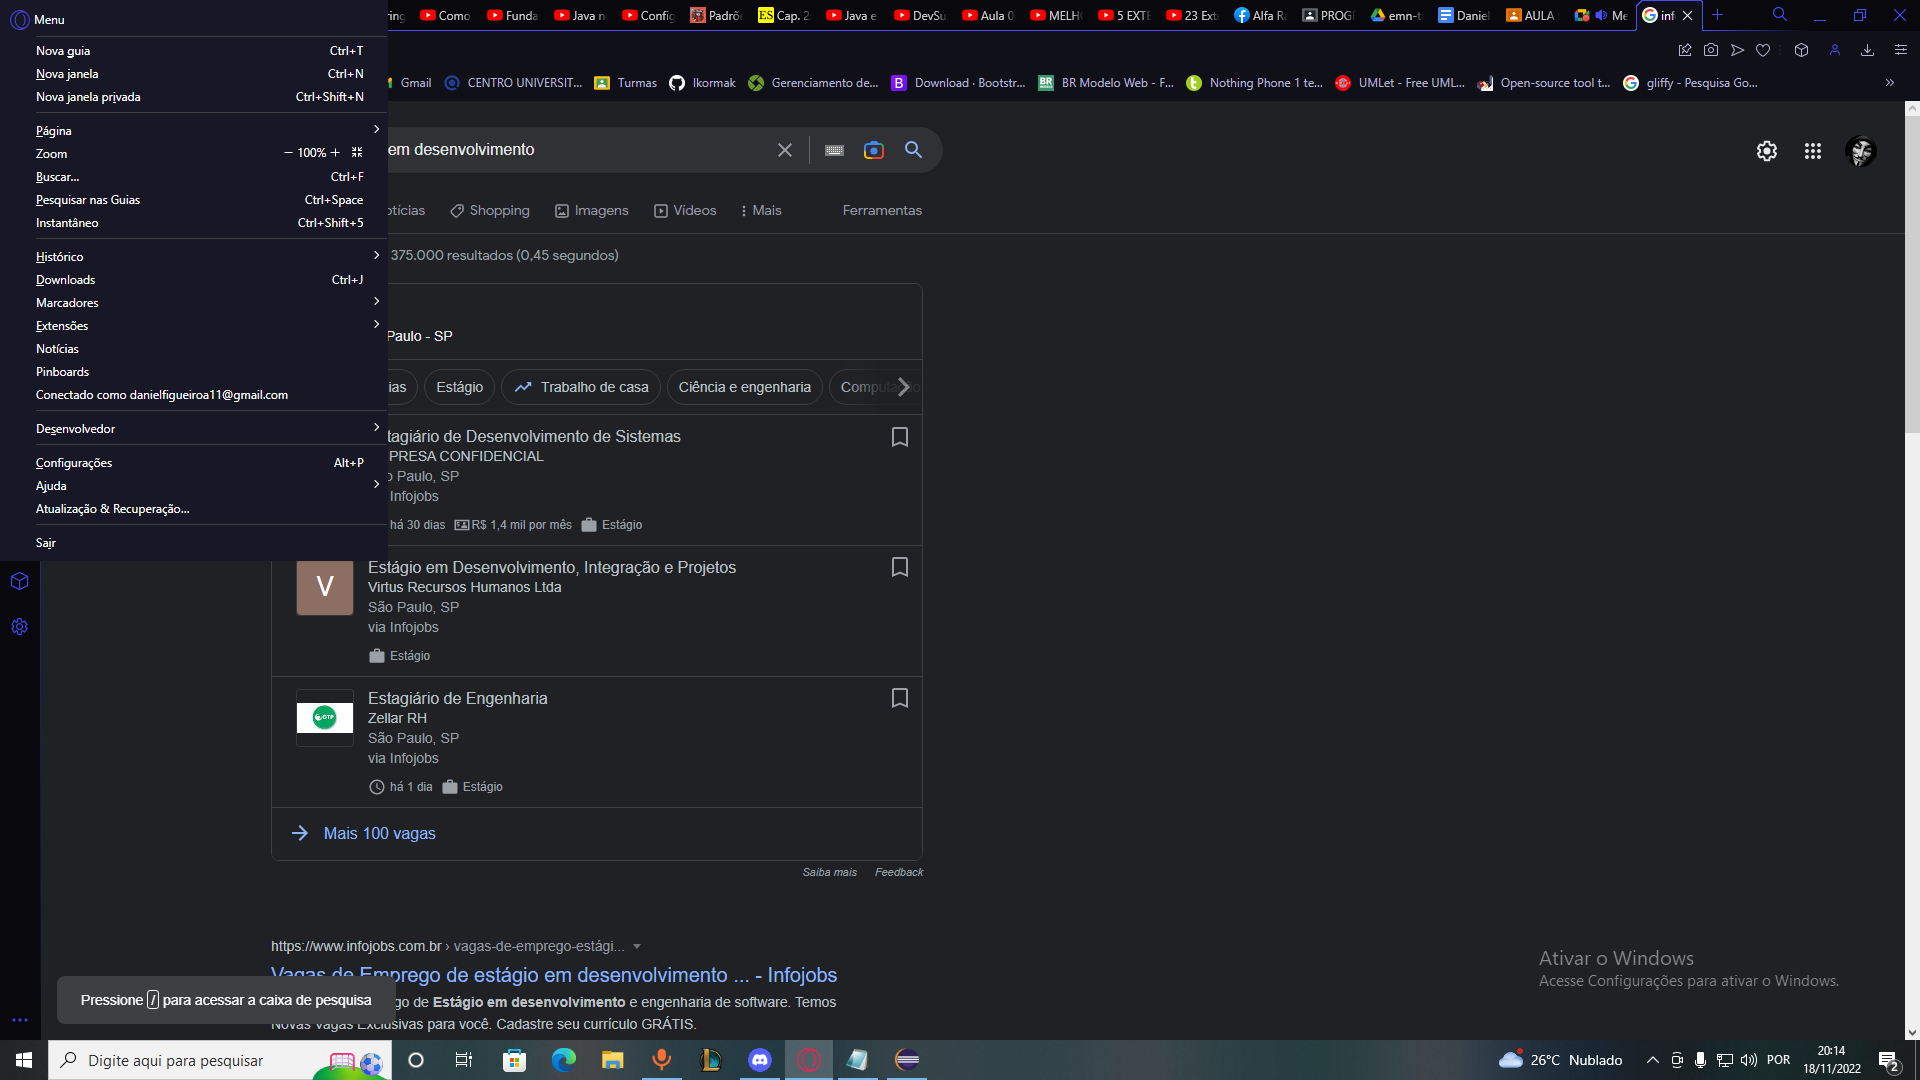 Menu
Nova guia Ctrl+T
Nova janela Ctrl+N
Nova janela privada Ctrl+Shift+N
Página
Zoom − 100% +
Buscar... Ctrl+F
Pesquisar nas Guias Ctrl+Space
Instantâneo Ctrl+Shift+5
Histórico
Downloads Ctrl+J
Marcadores
Extensões
Notícias
Pinboards
Conectado como danielfigueiroa11@gmail.com
Desenvolvedor
Configurações Alt+P
Ajuda
Atualização & Recuperação...
Sair
ring Como Funda Java n Config Padrõe ES Cap. 2 Java e DevSu Aula 0 MELH 5 EXTE 23 Ext Alfa Ra PROG emn-t Daniel AULA Me inf
Gmail CENTRO UNIVERSIT... Turmas Ikormak Gerenciamento de... Download · Bootstr... BR Modelo Web - F... Nothing Phone 1 te... UMLet - Free UML... Open-source tool t... gliffy - Pesquisa Go... »
em desenvolvimento
otícias Shopping Imagens Vídeos Mais Ferramentas
375.000 resultados (0,45 segundos)
Paulo - SP
ias Estágio Trabalho de casa Ciência e engenharia Computação
tagiário de Desenvolvimento de Sistemas
PRESA CONFIDENCIAL
o Paulo, SP
Infojobs
há 30 dias R$ 1,4 mil por mês Estágio
V
Estágio em Desenvolvimento, Integração e Projetos
Virtus Recursos Humanos Ltda
São Paulo, SP
via Infojobs
Estágio
GTP
Estagiário de Engenharia
Zellar RH
São Paulo, SP
via Infojobs
há 1 dia Estágio
Mais 100 vagas
Saiba mais Feedback
https://www.infojobs.com.br › vagas-de-emprego-estági...
Vagas de Emprego de estágio em desenvolvimento ... - Infojobs
go de Estágio em desenvolvimento e engenharia de software. Temos
Novas Vagas Exclusivas para você. Cadastre seu currículo GRÁTIS.
Pressione / para acessar a caixa de pesquisa
Ativar o Windows
Acesse Configurações para ativar o Windows.
Digite aqui para pesquisar
26°C Nublado POR
20:14
18/11/2022
2